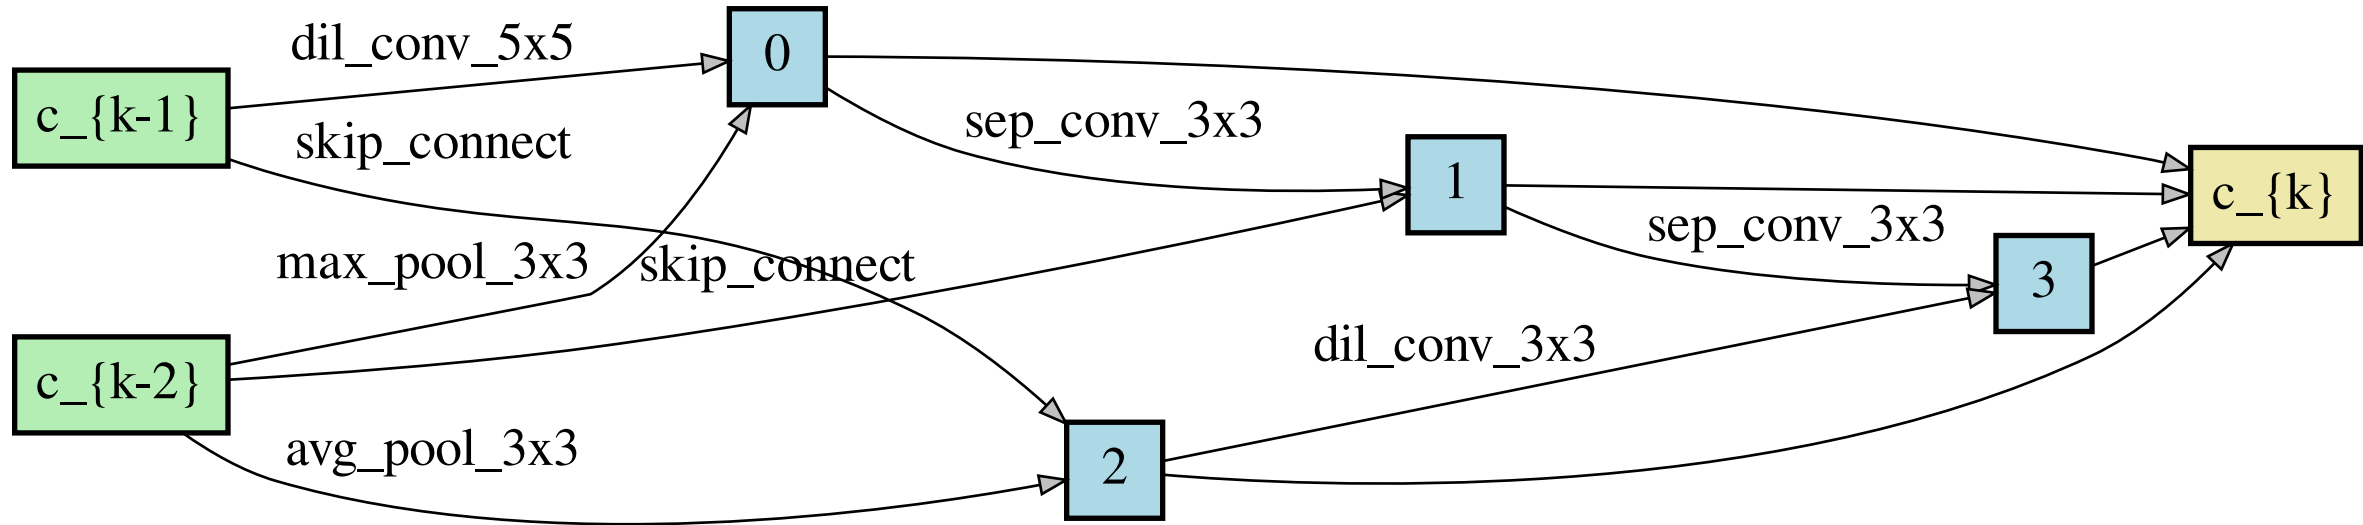 dil_conv_5x5
0
c_{k-1}
skip_connect
sep_conv_3x3
1
c_{k}
sep_conv_3x3
max_pool_3x3
skip_connect
3
dil_conv_3x3
c_{k-2}
avg_pool_3x3
2